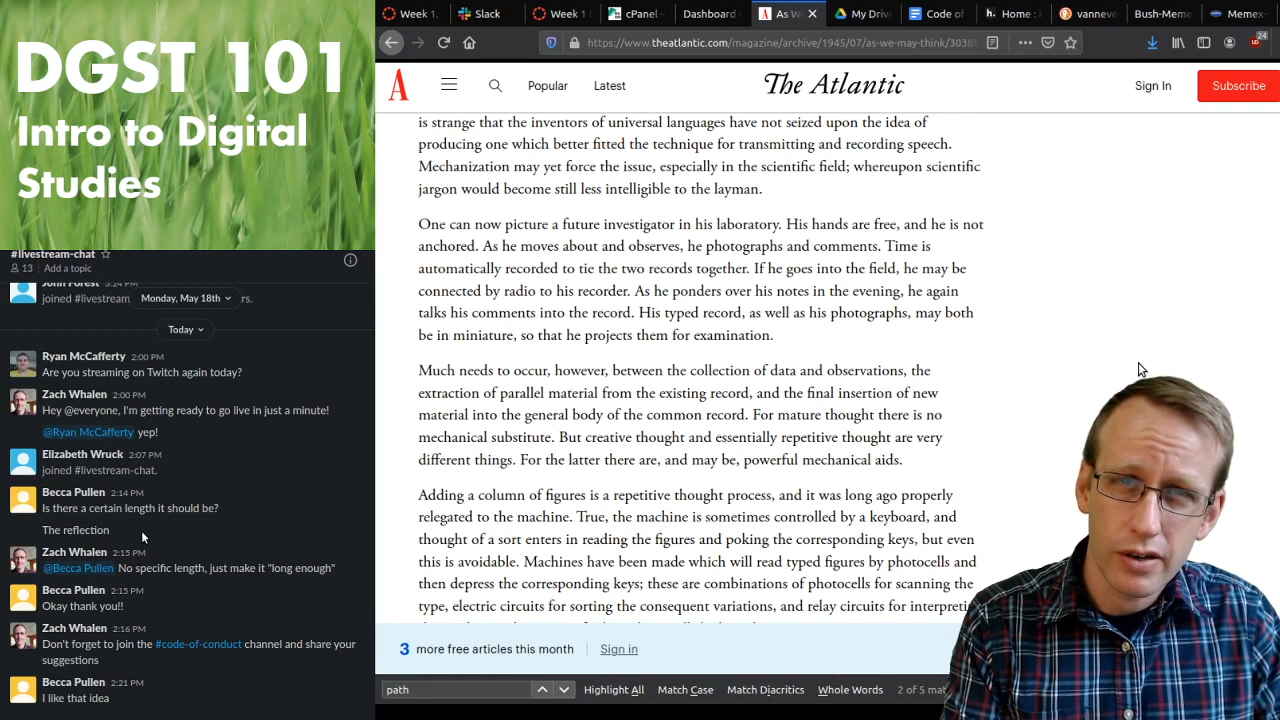 DGST 101
Intro to Digital
Studies
#livestream-chat
13 Add a topic
John Forest 3:24 PM
joined #livestream
rs.
Monday, May 18th
Today
Ryan McCafferty 2:00 PM
Are you streaming on Twitch again today?
Zach Whalen 2:00 PM
Hey @everyone, I'm getting ready to go live in just a minute!
@Ryan McCafferty yep!
Elizabeth Wruck 2:07 PM
joined #livestream-chat.
Becca Pullen 2:14 PM
Is there a certain length it should be?
The reflection
Zach Whalen 2:15 PM
@Becca Pullen No specific length, just make it "long enough"
Becca Pullen 2:15 PM
Okay thank you!!
Zach Whalen 2:16 PM
Don't forget to join the #code-of-conduct channel and share your
suggestions
Becca Pullen 2:21 PM
I like that idea
Week 1, Slack Week 1 cPanel – Dashboard As W My Driv Code of Home : vanneve Bush-Meme Memex-
https://www.theatlantic.com/magazine/archive/1945/07/as-we-may-think/3038
24
A Popular Latest The Atlantic Sign In Subscribe
is strange that the inventors of universal languages have not seized upon the idea of
producing one which better fitted the technique for transmitting and recording speech.
Mechanization may yet force the issue, especially in the scientific field; whereupon scientific
jargon would become still less intelligible to the layman.
One can now picture a future investigator in his laboratory. His hands are free, and he is not
anchored. As he moves about and observes, he photographs and comments. Time is
automatically recorded to tie the two records together. If he goes into the field, he may be
connected by radio to his recorder. As he ponders over his notes in the evening, he again
talks his comments into the record. His typed record, as well as his photographs, may both
be in miniature, so that he projects them for examination.
Much needs to occur, however, between the collection of data and observations, the
extraction of parallel material from the existing record, and the final insertion of new
material into the general body of the common record. For mature thought there is no
mechanical substitute. But creative thought and essentially repetitive thought are very
different things. For the latter there are, and may be, powerful mechanical aids.
Adding a column of figures is a repetitive thought process, and it was long ago properly
relegated to the machine. True, the machine is sometimes controlled by a keyboard, and
thought of a sort enters in reading the figures and poking the corresponding keys, but even
this is avoidable. Machines have been made which will read typed figures by photocells and
then depress the corresponding keys; these are combinations of photocells for scanning the
type, electric circuits for sorting the consequent variations, and relay circuits for
3 more free articles this month Sign in
path Highlight All Match Case Match Diacritics Whole Words 2 of 5